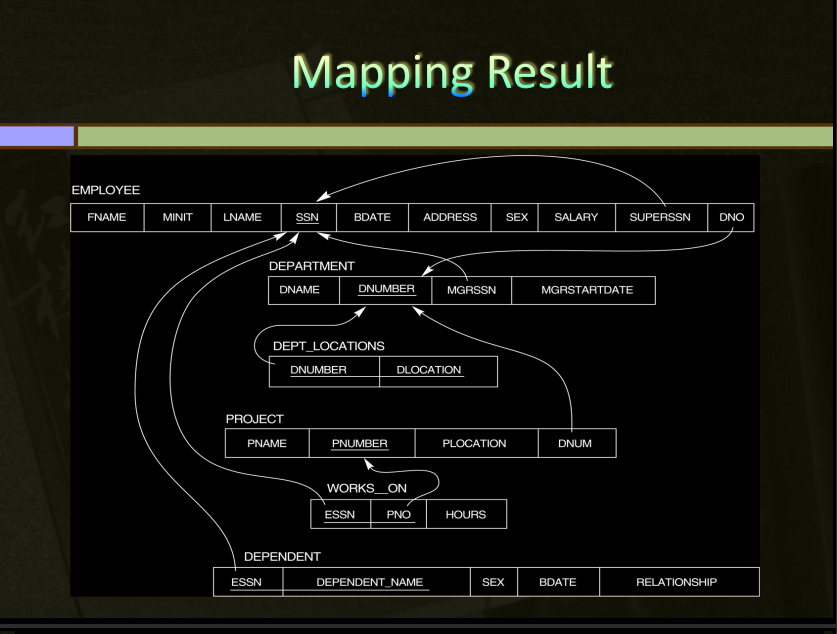 Mapping Result
EMPLOYEE
FNAME MINIT LNAME SSN BDATE ADDRESS SEX SALARY SUPERSSN DNO
DEPARTMENT
DNAME DNUMBER MGRSSN MGRSTARTDATE
DEPT_LOCATIONS
DNUMBER DLOCATION
PROJECT
PNAME PNUMBER PLOCATION DNUM
WORKS__ON
ESSN PNO HOURS
DEPENDENT
ESSN DEPENDENT_NAME SEX BDATE RELATIONSHIP